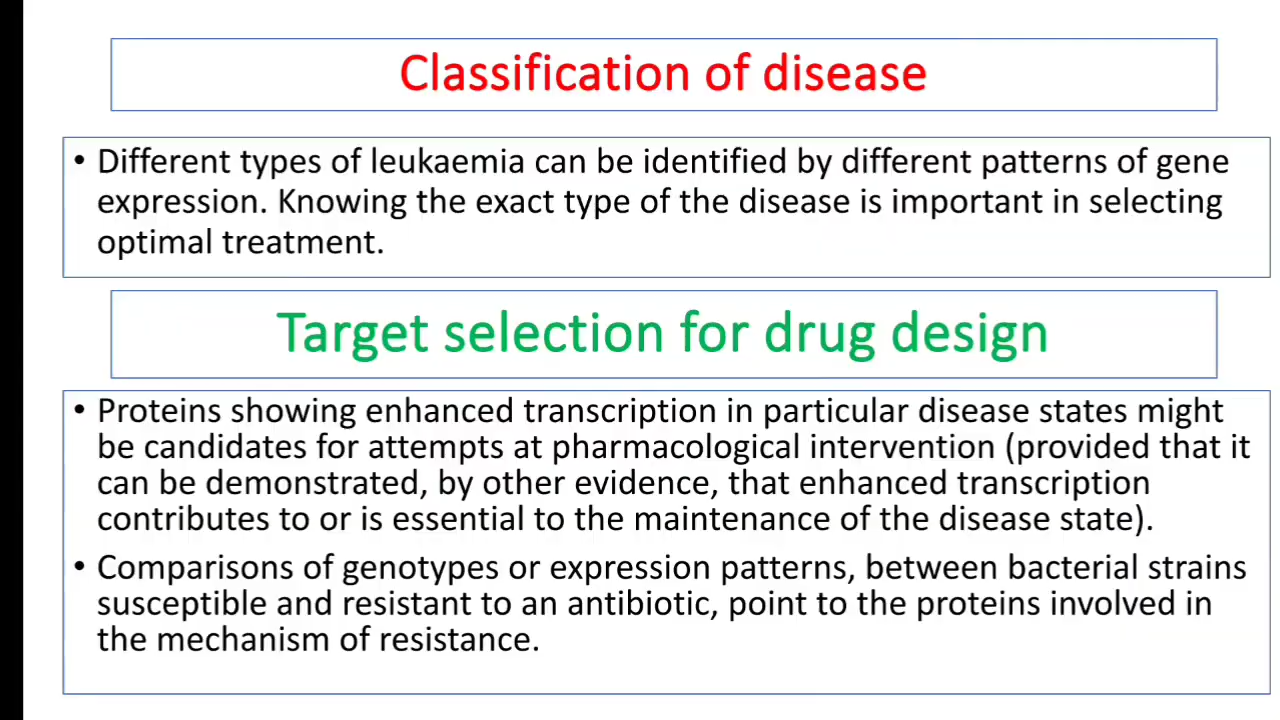 Classification of disease
• Different types of leukaemia can be identified by different patterns of gene
expression. Knowing the exact type of the disease is important in selecting
optimal treatment.
Target selection for drug design
• Proteins showing enhanced transcription in particular disease states might
be candidates for attempts at pharmacological intervention (provided that it
can be demonstrated, by other evidence, that enhanced transcription
contributes to or is essential to the maintenance of the disease state).
• Comparisons of genotypes or expression patterns, between bacterial strains
susceptible and resistant to an antibiotic, point to the proteins involved in
the mechanism of resistance.